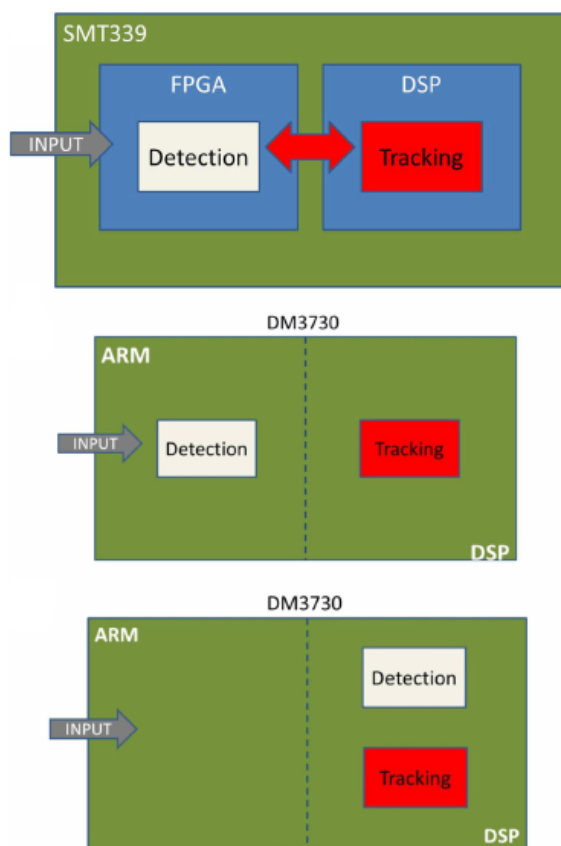 SMT339
FPGA
DSP
INPUT
Detection
Tracking
DM3730
ARM
INPUT
Detection
Tracking
DSP
DM3730
ARM
Detection
INPUT
Tracking
DSP